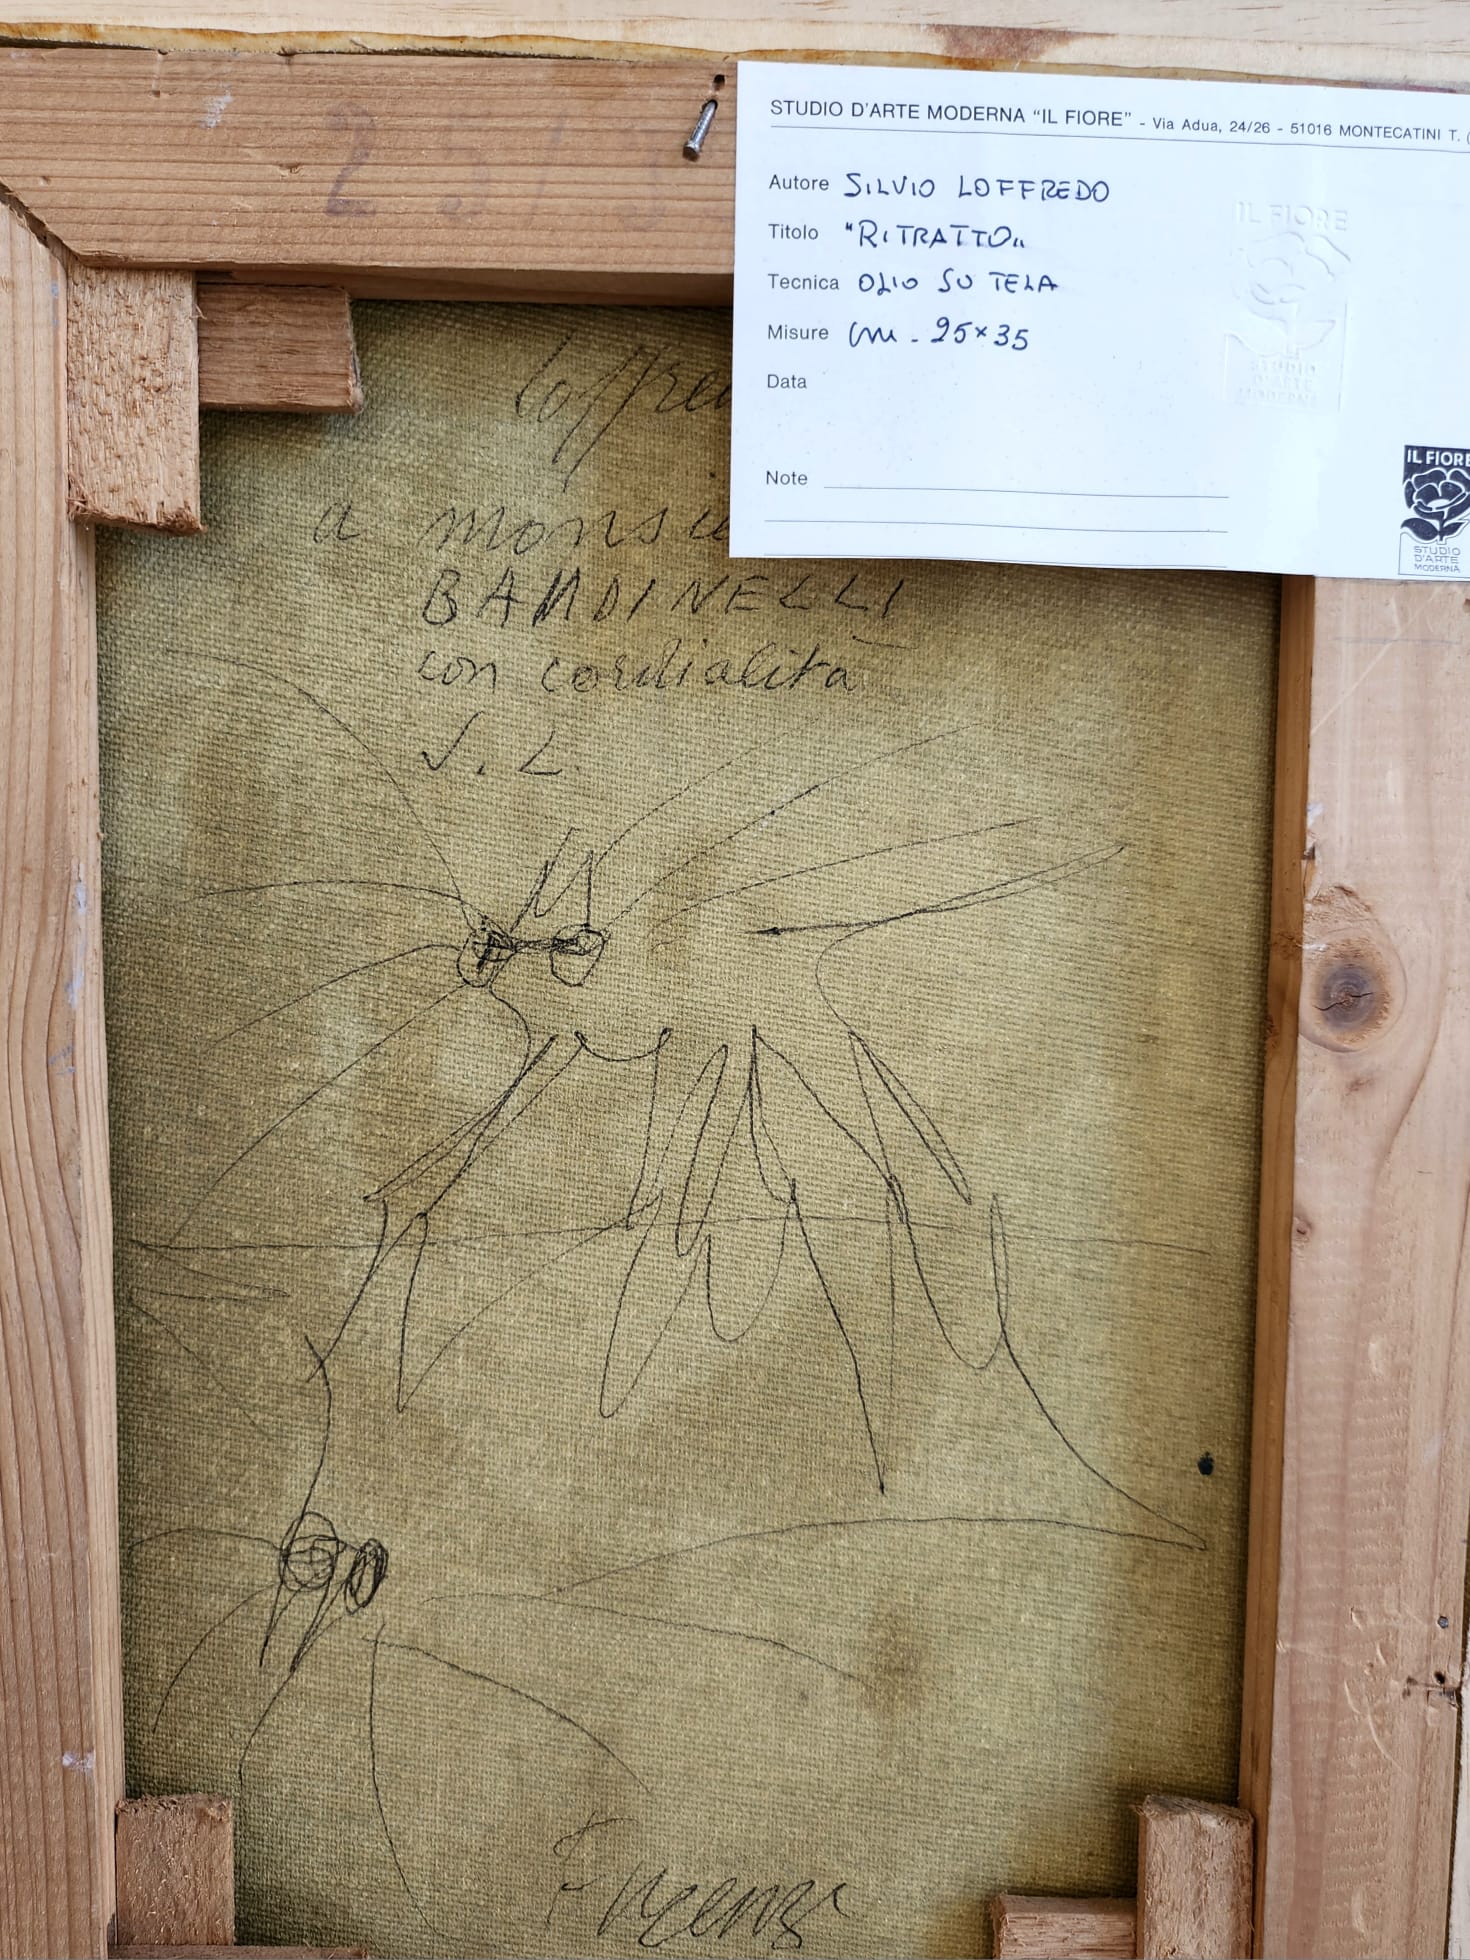 STUDIO D'ARTE MODERNA "IL FIORE" - Via Adua, 24/26 - 51016 MONTECATINI T. (
Autore SILVIO LOFFREDO
Titolo "RITRATTO"
Tecnica OLIO SU TELA
Misure cm - 25×35
Data
Note
IL FIORE
STUDIO
D'ARTE
MODERNA
IL FIORE
STUDIO
D'ARTE
MODERNA
Loffre
a monsie
BANDINELLI
con cordialità
S. L.